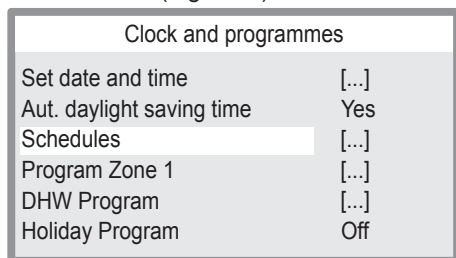 Clock and programmes
Set date and time [...]
Aut. daylight saving time Yes
Schedules [...]
Program Zone 1 [...]
DHW Program [...]
Holiday Program Off